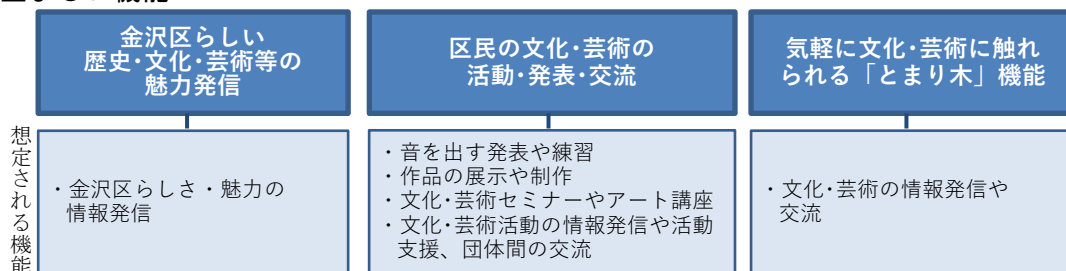 金沢区らしい
歴史・文化・芸術等の
魅力発信
区民の文化・芸術の
活動・発表・交流
気軽に文化・芸術に触れ
られる「とまり木」機能
想定される機能
・金沢区らしさ・魅力の
情報発信
・音を出す発表や練習
・作品の展示や制作
・文化・芸術セミナーやアート講座
・文化・芸術活動の情報発信や活動
支援、団体間の交流
・文化・芸術の情報発信や
交流